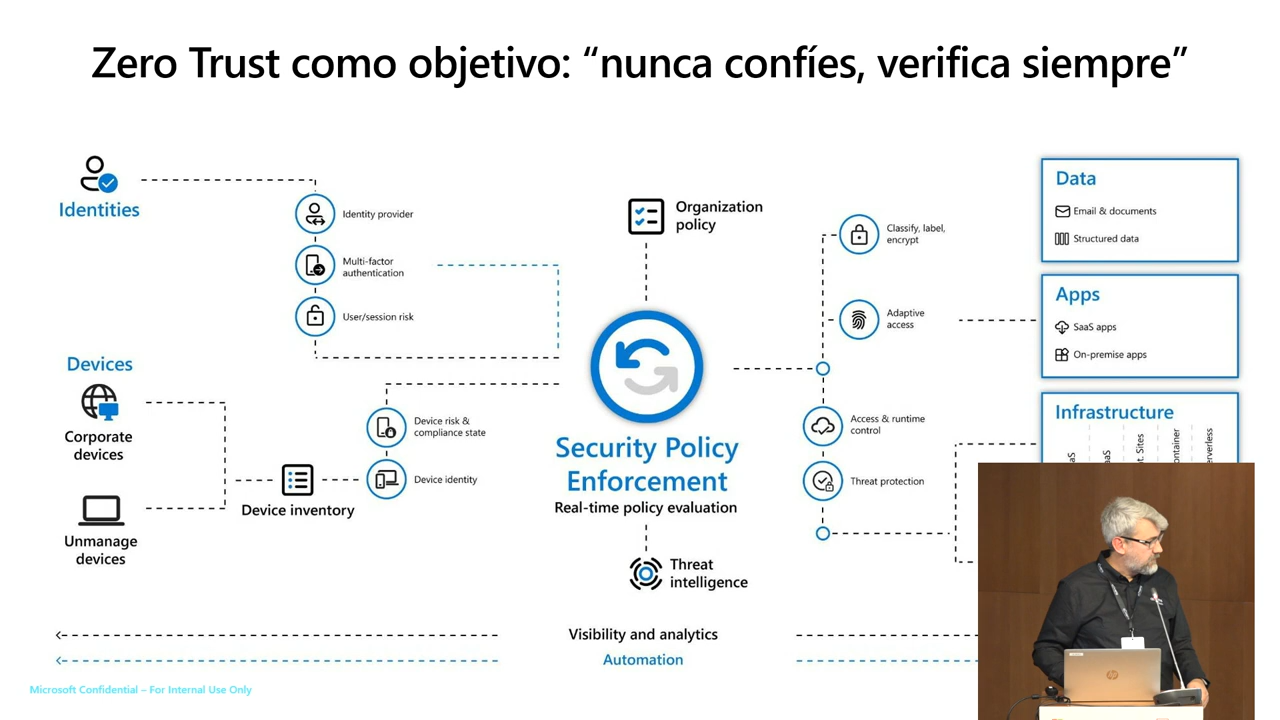 Zero Trust como objetivo: “nunca confíes, verifica siempre”
Identities
Identity provider
Multi-factor
authentication
User/session risk
Devices
Corporate
devices
Unmanage
devices
Device inventory
Device risk &
compliance state
Device identity
Organization
policy
Security Policy
Enforcement
Real-time policy evaluation
Threat
intelligence
Classify, label,
encrypt
Adaptive
access
Access & runtime
control
Threat protection
Data
Email & documents
Structured data
Apps
SaaS apps
On-premise apps
Infrastructure
Visibility and analytics
Automation
Microsoft Confidential – For Internal Use Only
hp